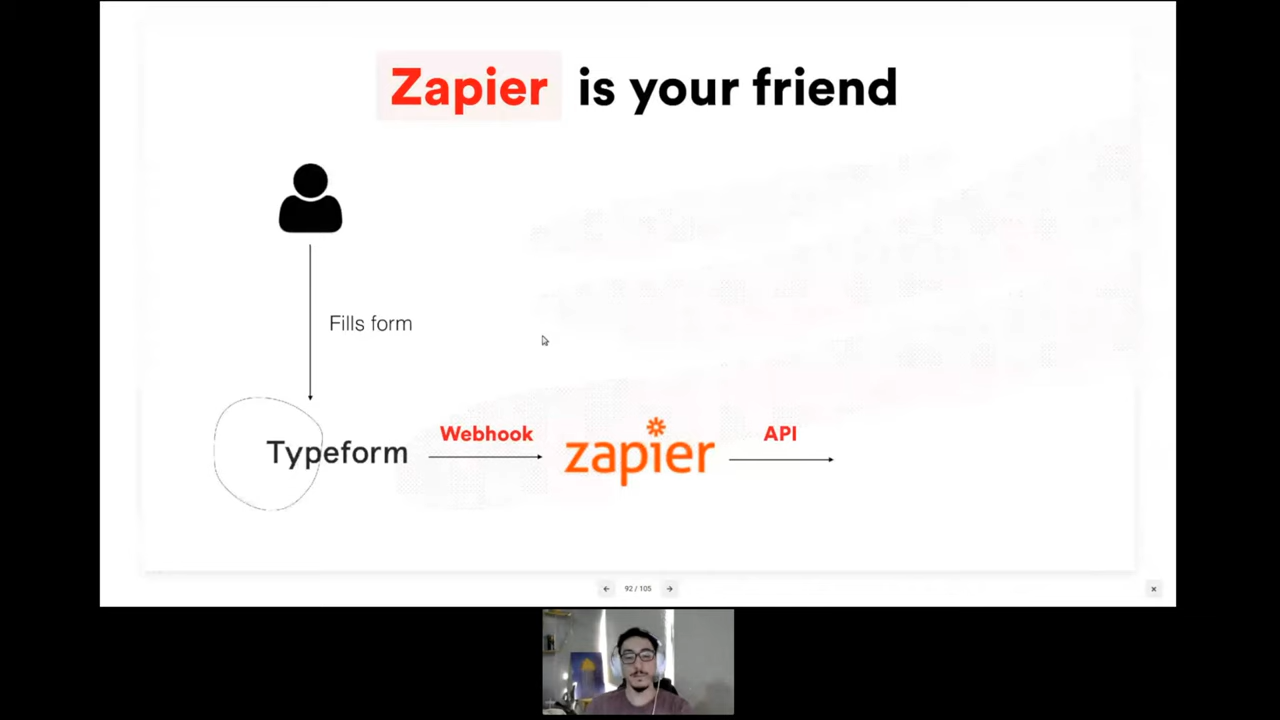 Zapier is your friend
Fills form
Typeform
Webhook
zapier
API
92 / 105